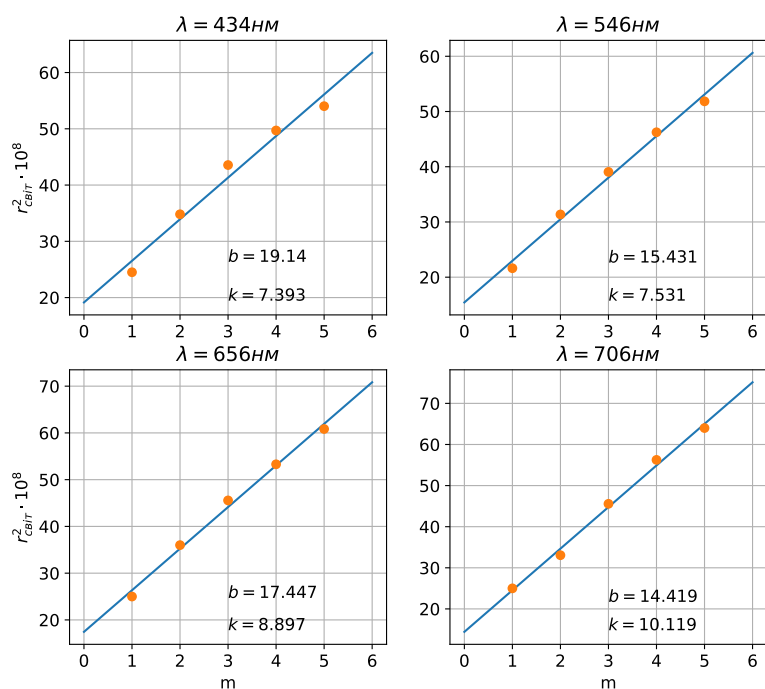 λ = 434нм
r²світ · 10⁸
60
50
40
30
20
b = 19.14
k = 7.393
0 1 2 3 4 5 6
λ = 546нм
60
50
40
30
20
b = 15.431
k = 7.531
0 1 2 3 4 5 6
λ = 656нм
r²світ · 10⁸
70
60
50
40
30
20
b = 17.447
k = 8.897
0 1 2 3 4 5 6
m
λ = 706нм
70
60
50
40
30
20
b = 14.419
k = 10.119
0 1 2 3 4 5 6
m